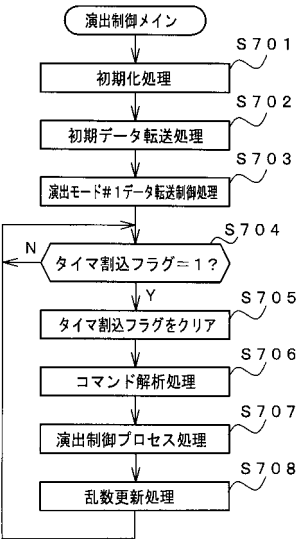 演出制御メイン
S701
初期化処理
S702
初期データ転送処理
S703
演出モード#1データ転送制御処理
S704
N
タイマ割込フラグ=1?
Y
S705
タイマ割込フラグをクリア
S706
コマンド解析処理
S707
演出制御プロセス処理
S708
乱数更新処理